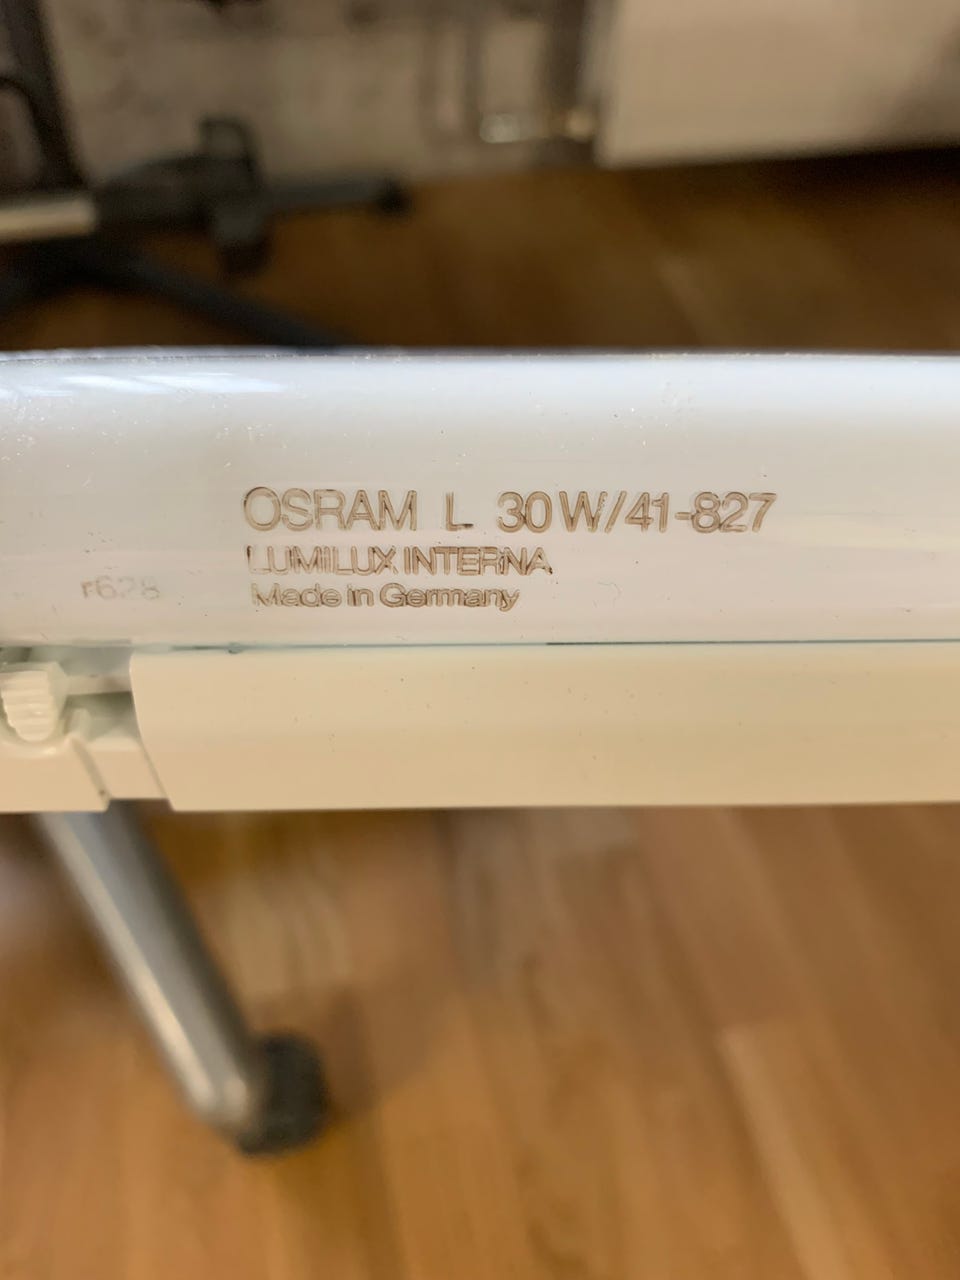 OSRAM L 30W/41-827
LUMILUX INTERNA
Made in Germany
r628